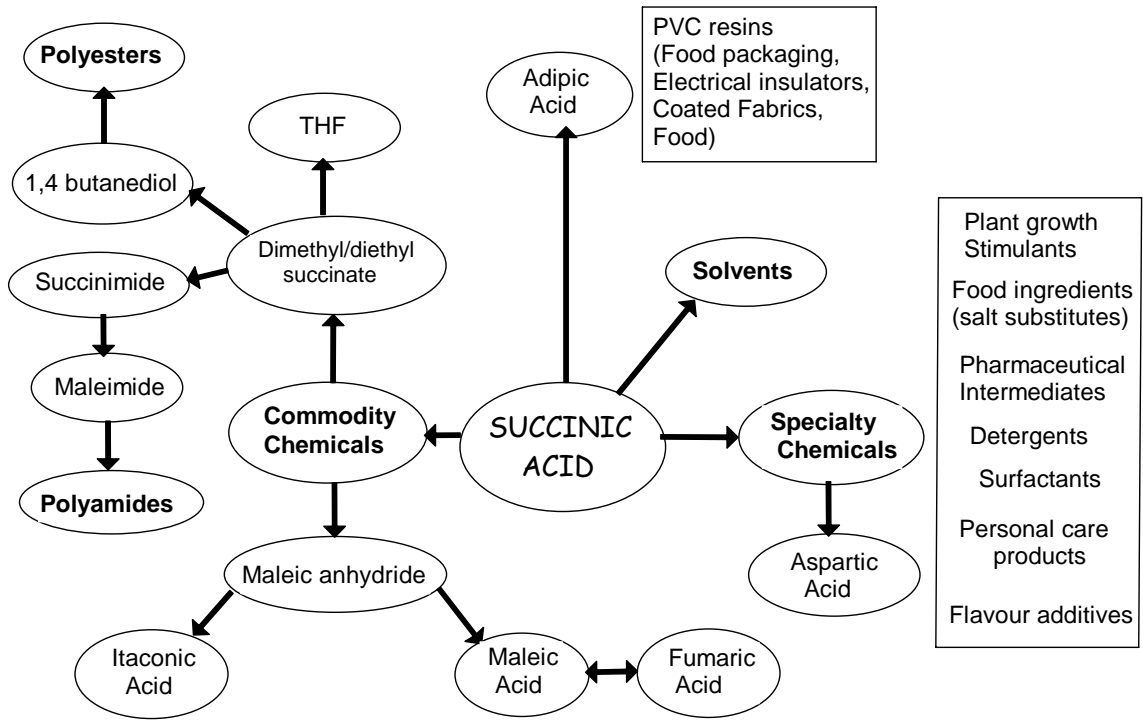 Polyesters
PVC resins
(Food packaging,
Electrical insulators,
Coated Fabrics,
Food)
Adipic
Acid
THF
1,4 butanediol
Dimethyl/diethyl
succinate
Succinimide
Solvents
Plant growth
Stimulants
Food ingredients
(salt substitutes)
Pharmaceutical
Intermediates
Detergents
Surfactants
Personal care
products
Flavour additives
Maleimide
Commodity
Chemicals
SUCCINIC
ACID
Specialty
Chemicals
Polyamides
Maleic anhydride
Aspartic
Acid
Itaconic
Acid
Maleic
Acid
Fumaric
Acid